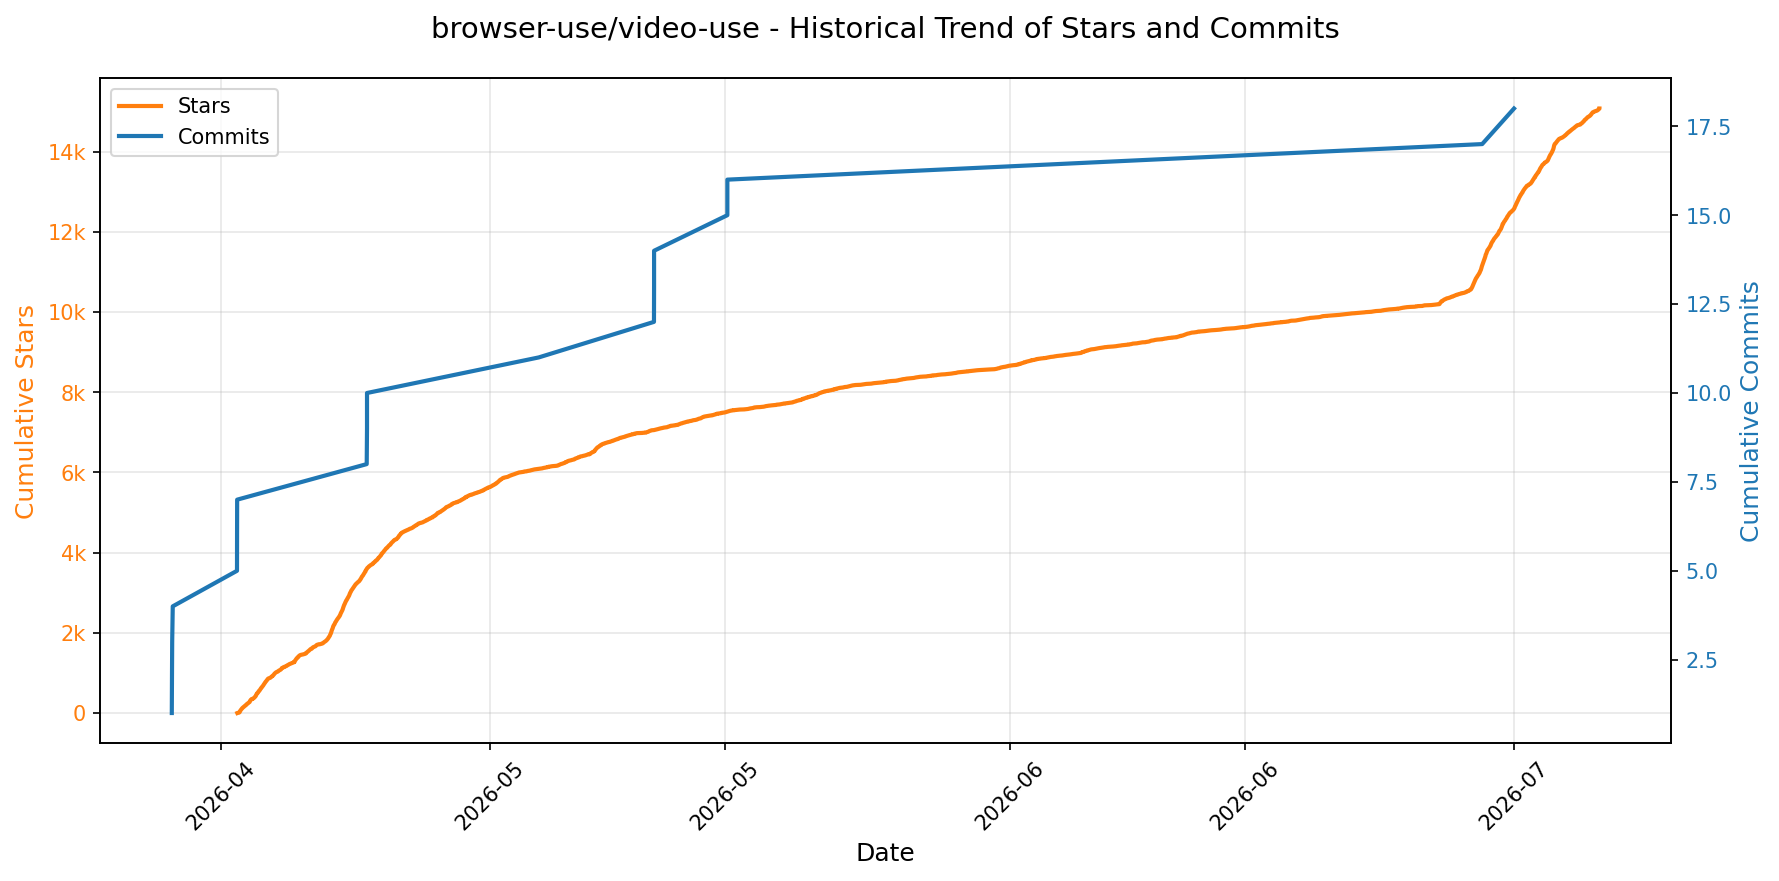 browser-use/video-use - Historical Trend of Stars and Commits
Stars
Commits
Cumulative Stars
14k
12k
10k
8k
6k
4k
2k
0
17.5
15.0
12.5
10.0
7.5
5.0
2.5
Cumulative Commits
2026-04
2026-05
2026-05
2026-06
2026-06
2026-07
Date